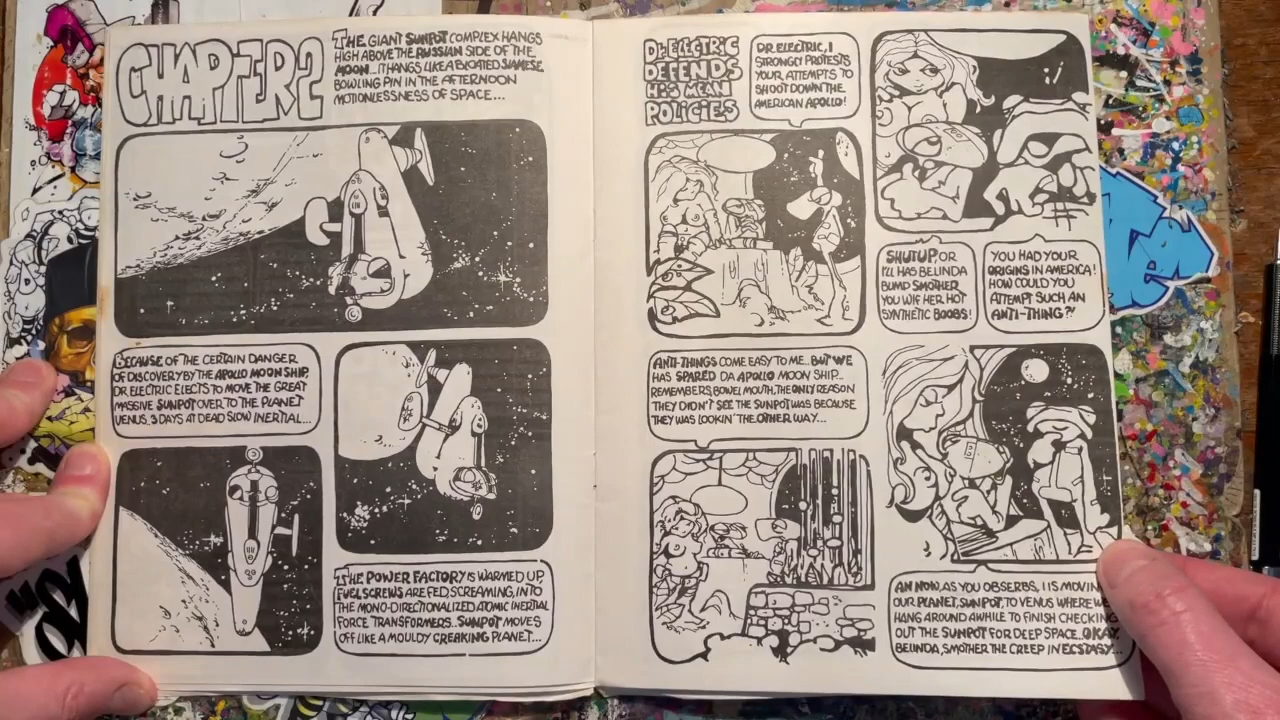 CHAPTER 2
THE GIANT SUNPOT COMPLEX HANGS
HIGH ABOVE THE RUSSIAN SIDE OF THE
MOON... IT HANGS LIKE A BLOATED SIAMESE
BOWLING PIN IN THE AFTERNOON
MOTIONLESSNESS OF SPACE...
BECAUSE OF THE CERTAIN DANGER
OF DISCOVERY BY THE APOLLO MOON SHIP,
DR ELECTRIC ELECTS TO MOVE THE GREAT
MASSIVE SUNPOT OVER TO THE PLANET
VENUS, 3 DAYS AT DEAD SLOW INERTIAL...
THE POWER FACTORY IS WARMED UP,
FUEL SCREWS ARE FED, SCREAMING, INTO
THE MONO-DIRECTIONALIZED ATOMIC INERTIAL
FORCE TRANSFORMERS.. SUNPOT MOVES
OFF LIKE A MOULDY CREAKING PLANET...
DR. ELECTRIC
DEFENDS
HIS MEAN
POLICIES
DR. ELECTRIC, I
STRONGLY PROTESTS
YOUR ATTEMPTS TO
SHOOT DOWN THE
AMERICAN APOLLO!
SHUTUP, OR
I'LL HAS BELINDA
BUMP SMOTHER
YOU WIF HER HOT
SYNTHETIC BOOBS!
YOU HAD YOUR
ORIGINS IN AMERICA!
HOW COULD YOU
ATTEMPT SUCH AN
ANTI-THING?!
ANTI-THINGS COME EASY TO ME.. BUT WE
HAS SPARED DA APOLLO MOON SHIP...
REMEMBERS, BOWEL MOUTH, THE ONLY REASON
THEY DIDN'T SEE THE SUNPOT WAS BECAUSE
THEY WAS LOOKIN' THE OTHER WAY...
AN NOW, AS YOU OBSERBS, I IS MOVIN
OUR PLANET, SUNPOT, TO VENUS WHERE WE
HANG AROUND AWHILE TO FINISH CHECKING
OUT THE SUNPOT FOR DEEP SPACE.. OKAY,
BELINDA, SMOTHER THE CREEP IN ECSTASY...